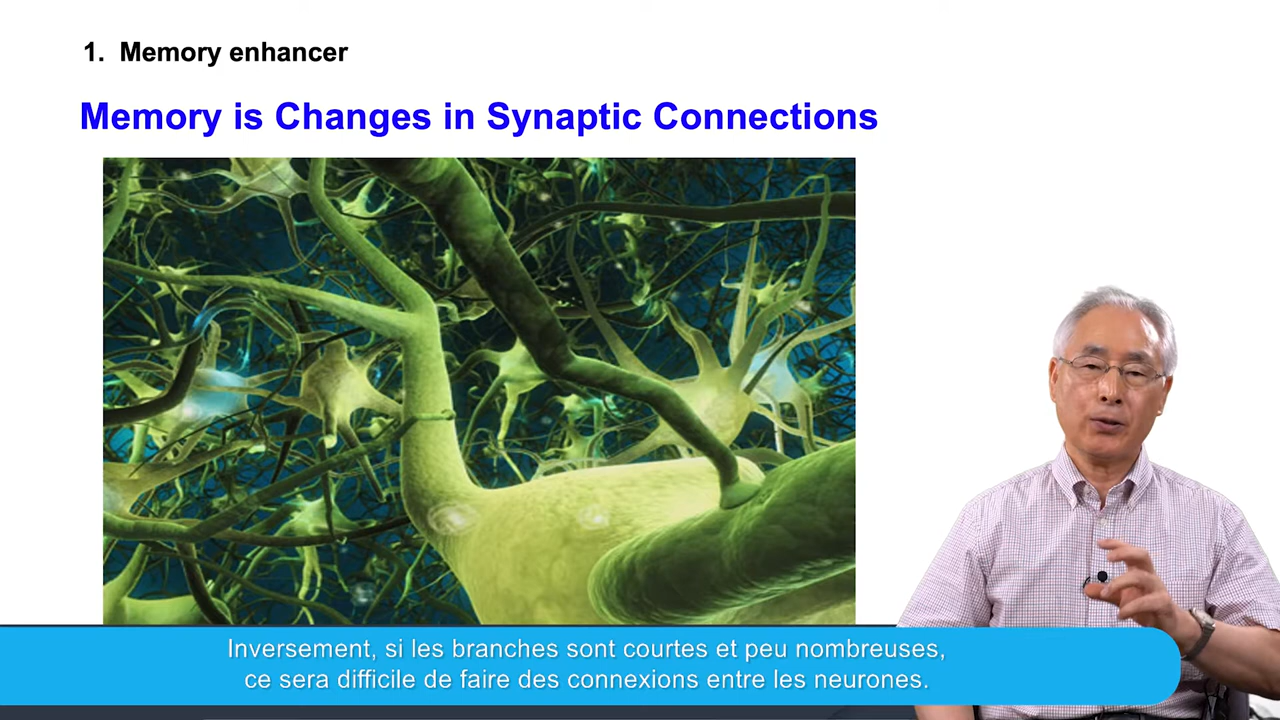 1. Memory enhancer
Memory is Changes in Synaptic Connections
Inversement, si les branches sont courtes et peu nombreuses,
ce sera difficile de faire des connexions entre les neurones.